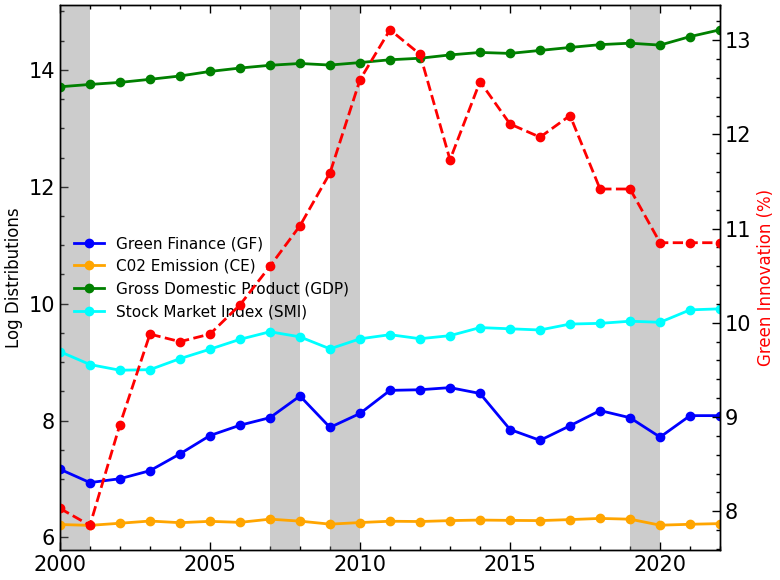 14
12
10
8
6
Log Distributions
Green Finance (GF)
C02 Emission (CE)
Gross Domestic Product (GDP)
Stock Market Index (SMI)
13
12
11
10
9
8
Green Innovation (%)
2000 2005 2010 2015 2020